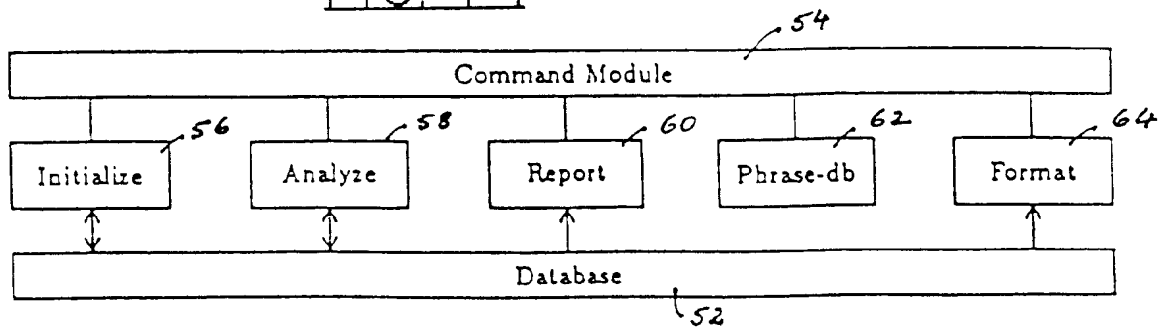 54
Command Module
56 58 60 62 64
Initialize Analyze Report Phrase-db Format
Database
52